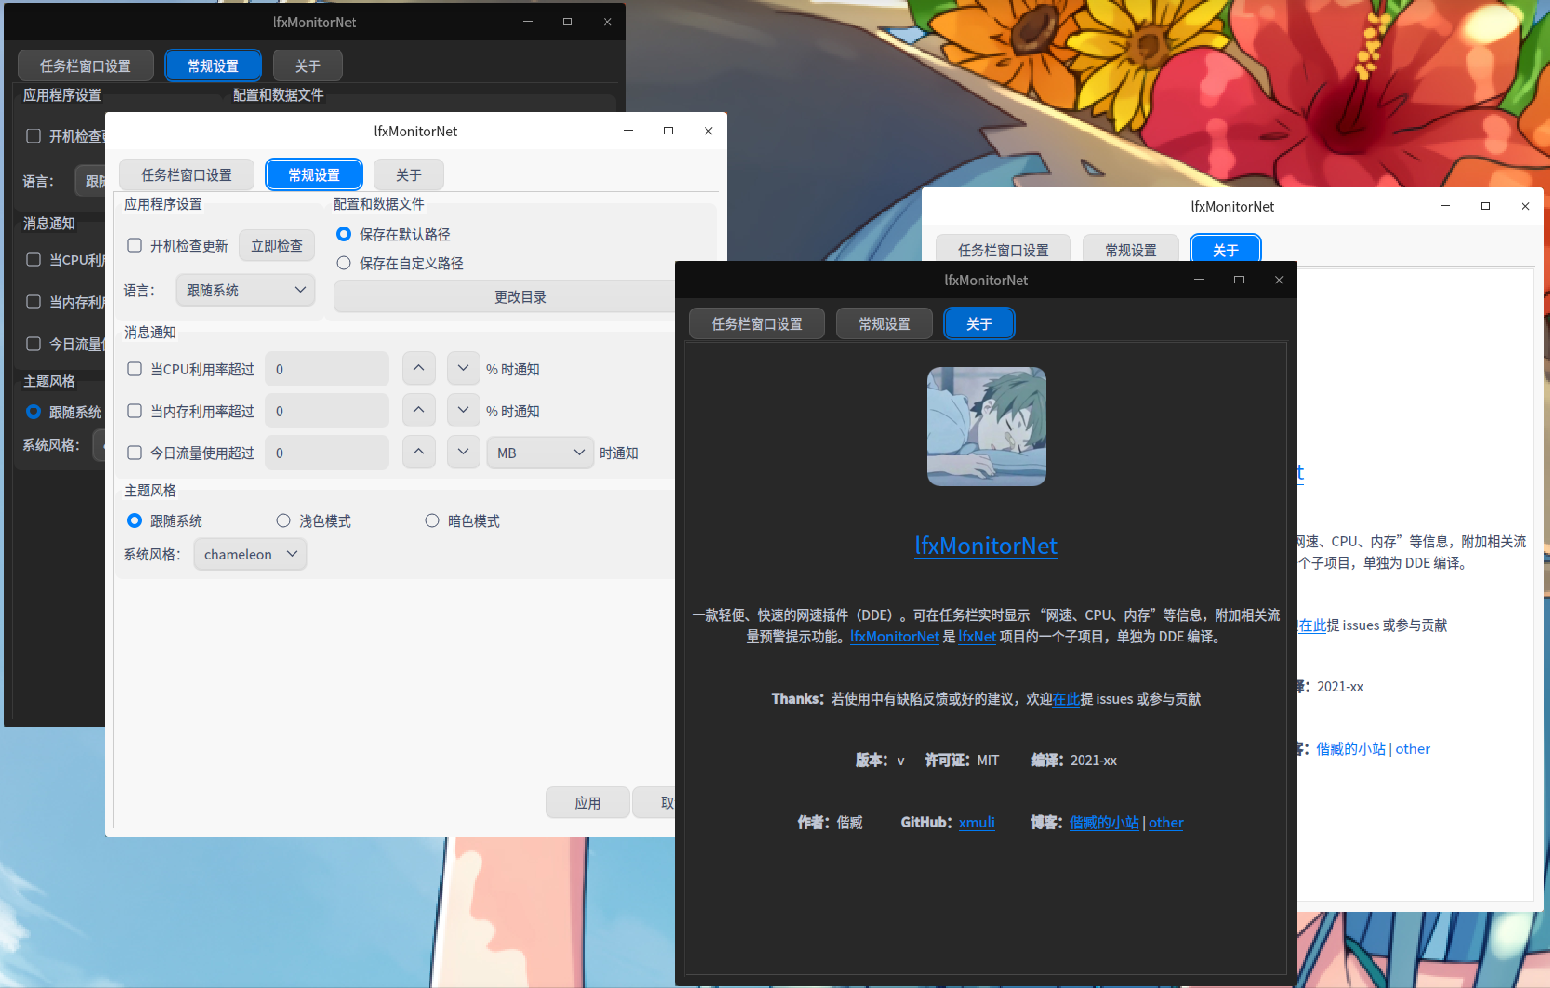 lfxMonitorNet
任务栏窗口设置 常规设置 关于
应用程序设置 配置和数据文件
开机检查
语言：
消息通知
当CPU利
当内存利
今日流量
主题风格
跟随系统
系统风格：
lfxMonitorNet
任务栏窗口设置 常规设置 关于
应用程序设置 配置和数据文件
开机检查更新 立即检查 保存在默认路径
保存在自定义路径
语言： 跟随系统 更改目录
消息通知
当CPU利用率超过 0 % 时通知
当内存利用率超过 0 % 时通知
今日流量使用超过 0 MB 时通知
主题风格
跟随系统 浅色模式 暗色模式
系统风格： chameleon
应用 取
lfxMonitorNet
任务栏窗口设置 常规设置 关于
t
网速、CPU、内存”等信息，附加相关流
一个子项目，单独为 DDE 编译。
在此提 issues 或参与贡献
译：2021-xx
客：偕臧的小站 | other
lfxMonitorNet
任务栏窗口设置 常规设置 关于
lfxMonitorNet
一款轻便、快速的网速插件（DDE）。可在任务栏实时显示 “网速、CPU、内存”等信息，附加相关流
量预警提示功能。lfxMonitorNet 是 lfxNet 项目的一个子项目，单独为 DDE 编译。
Thanks：若使用中有缺陷反馈或好的建议，欢迎在此提 issues 或参与贡献
版本：v 许可证：MIT 编译：2021-xx
作者：偕臧 GitHub：xmuli 博客：偕臧的小站 | other